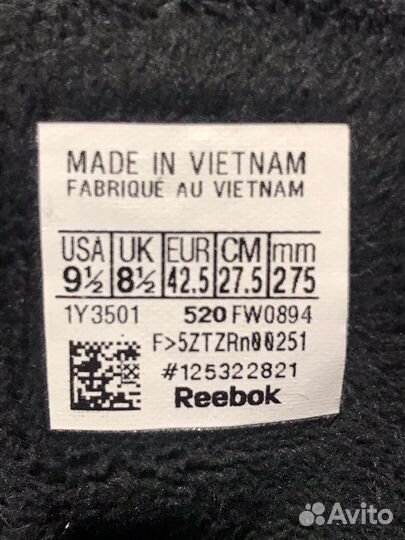 MADE IN VIETNAM
FABRIQUÉ AU VIETNAM
USA UK EUR CM mm
9½ 8½ 42.5 27.5 275
1Y3501 520 FW0894
F>5ZTZRn00251
#125322821
Reebok
Avito